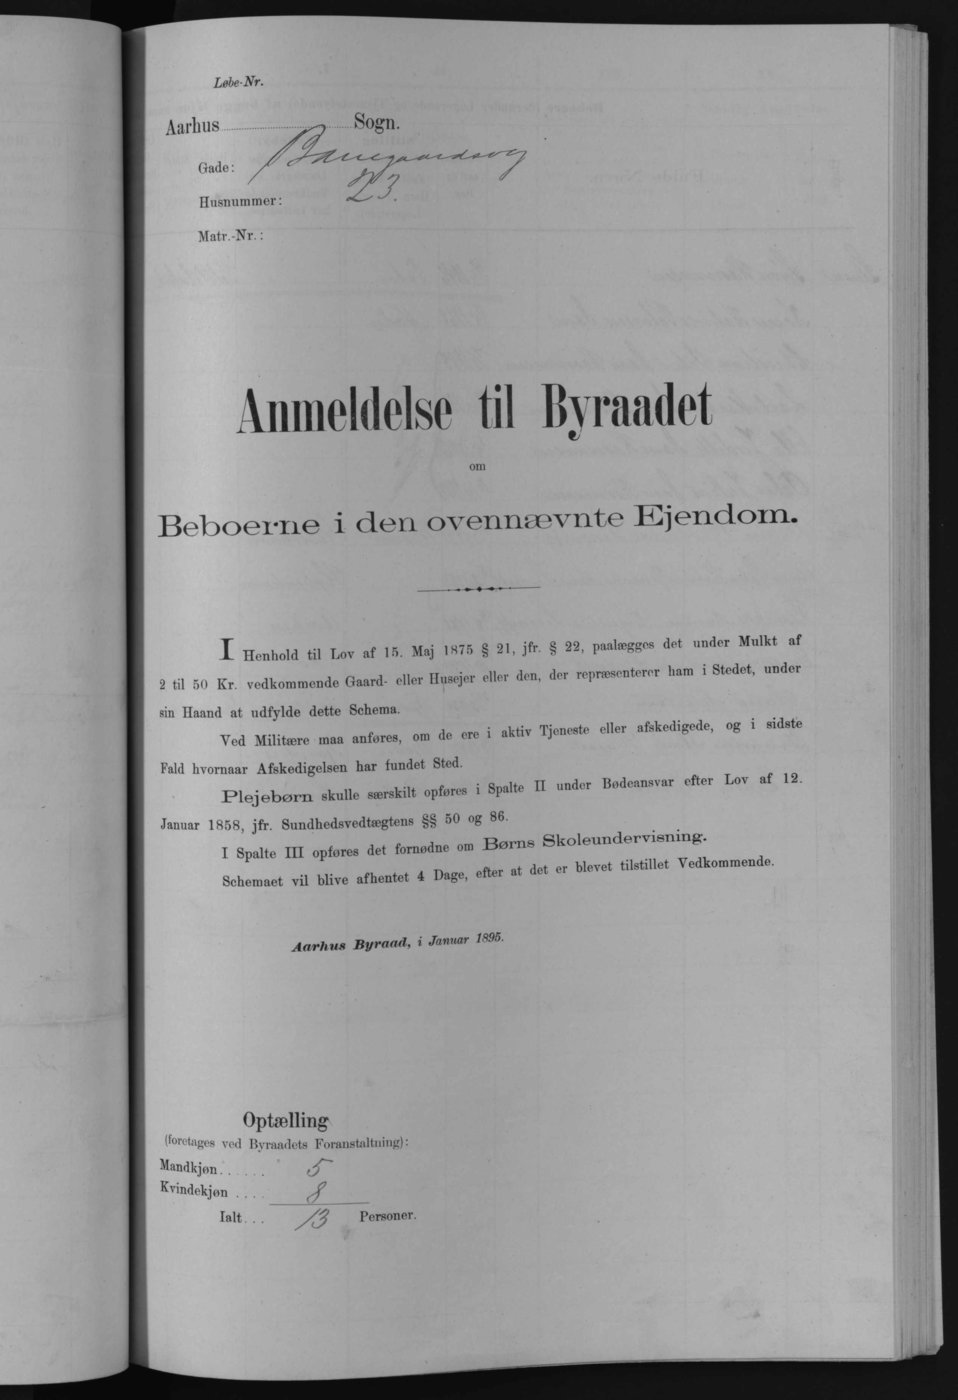 Løbe-Nr.
Aarhus Sogn.
Gade: Banegaardsvej
Husnummer: 23.
Matr.-Nr.:
Anmeldelse til Byraadet
om
Beboerne i den ovennævnte Ejendom.
I Henhold til Lov af 15. Maj 1875 § 21, jfr. § 22, paalægges det under Mulkt af
2 til 50 Kr. vedkommende Gaard- eller Husejer eller den, der repræsenterer ham i Stedet, under
sin Haand at udfylde dette Schema.
Ved Militære maa anføres, om de ere i aktiv Tjeneste eller afskedigede, og i sidste
Fald hvornaar Afskedigelsen har fundet Sted.
Plejebørn skulle særskilt opføres i Spalte II under Bødeansvar efter Lov af 12.
Januar 1858, jfr. Sundhedsvedtægtens §§ 50 og 86.
I Spalte III opføres det fornødne om Børns Skoleundervisning.
Schemaet vil blive afhentet 4 Dage, efter at det er blevet tilstillet Vedkommende.
Aarhus Byraad, i Januar 1895.
Optælling
(foretages ved Byraadets Foranstaltning):
Mandkjøn...... 5
Kvindekjøn .... 8
Ialt... 13 Personer.